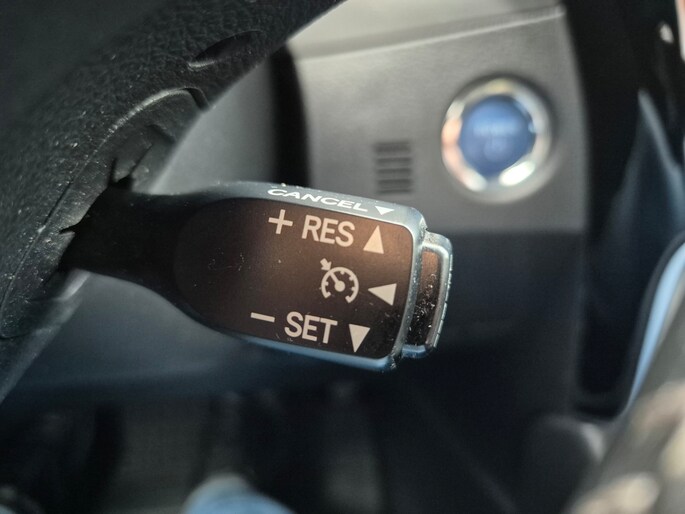 CANCEL ▼
+ RES ▲
◀
− SET ▼